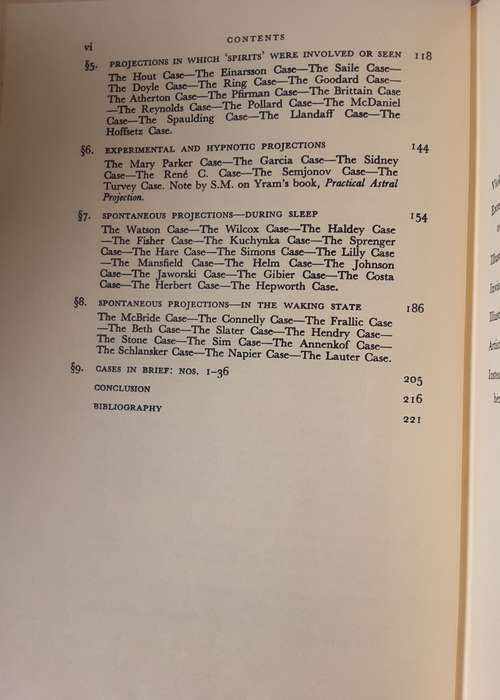 vi CONTENTS
§5. PROJECTIONS IN WHICH 'SPIRITS' WERE INVOLVED OR SEEN 118
The Hout Case—The Einarsson Case—The Saile Case—
The Doyle Case—The Ring Case—The Goodard Case—
The Atherton Case—The Pfirman Case—The Brittain Case
—The Reynolds Case—The Pollard Case—The McDaniel
Case—The Spaulding Case—The Llandaff Case—The
Hoffsetz Case.
§6. EXPERIMENTAL AND HYPNOTIC PROJECTIONS 144
The Mary Parker Case—The Garcia Case—The Sidney
Case—The René C. Case—The Semjonov Case—The
Turvey Case. Note by S.M. on Yram's book, Practical Astral
Projection.
§7. SPONTANEOUS PROJECTIONS—DURING SLEEP 154
The Watson Case—The Wilcox Case—The Haldey Case
—The Fisher Case—The Kuchynka Case—The Sprenger
Case—The Hare Case—The Simons Case—The Lilly Case
—The Mansfield Case—The Helm Case—The Johnson
Case—The Jaworski Case—The Gibier Case—The Costa
Case—The Herbert Case—The Hepworth Case.
§8. SPONTANEOUS PROJECTIONS—IN THE WAKING STATE 186
The McBride Case—The Connelly Case—The Frallic Case
—The Beth Case—The Slater Case—The Hendry Case—
The Stone Case—The Sim Case—The Annenkof Case—
The Schlansker Case—The Napier Case—The Lauter Case.
§9. CASES IN BRIEF: NOS. 1–36 205
CONCLUSION 216
BIBLIOGRAPHY 221